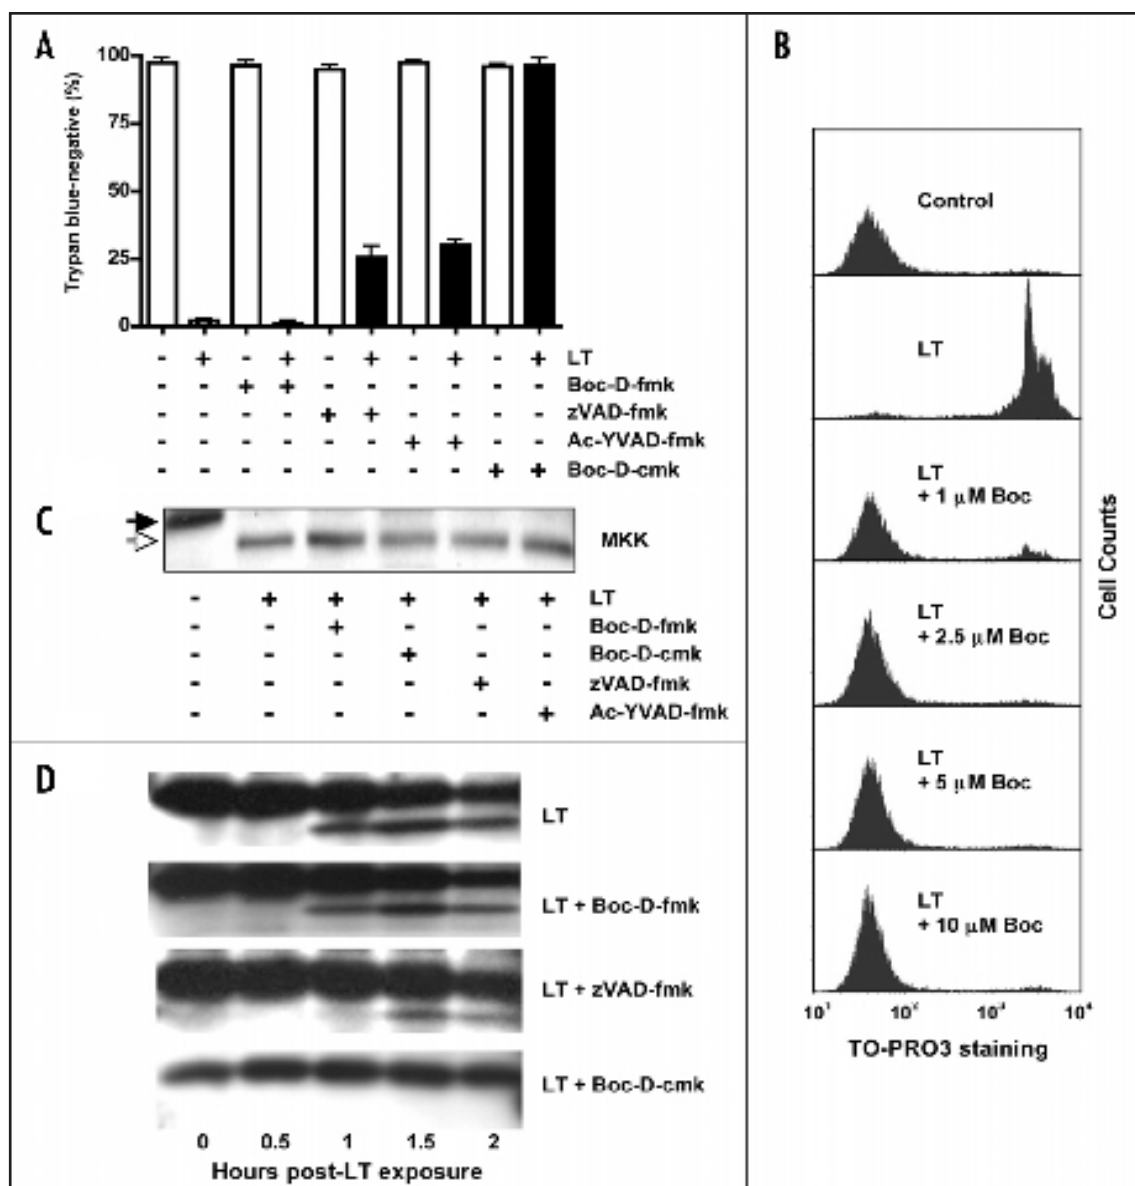 A
Trypan blue-negative (%)
100
75
50
25
0
- + - + - + - + - + LT
- - + + - - - - - - Boc-D-fmk
- - - - + + - - - - zVAD-fmk
- - - - - - + + - - Ac-YVAD-fmk
- - - - - - - - + + Boc-D-cmk
B
Control
LT
LT
+ 1 μM Boc
LT
+ 2.5 μM Boc
LT
+ 5 μM Boc
LT
+ 10 μM Boc
Cell Counts
10¹ 10² 10³ 10⁴
TO-PRO3 staining
C
MKK
- + + + + + LT
- - + - - - Boc-D-fmk
- - - + - - Boc-D-cmk
- - - - + - zVAD-fmk
- - - - - + Ac-YVAD-fmk
D
LT
LT + Boc-D-fmk
LT + zVAD-fmk
LT + Boc-D-cmk
0 0.5 1 1.5 2
Hours post-LT exposure